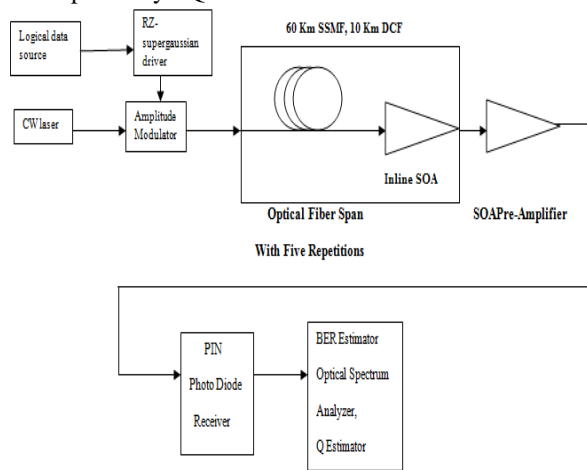 RZ-
supergaussian
driver
Logical data
source
60 Km SSMF, 10 Km DCF
CW laser
Amplitude
Modulator
Inline SOA
Optical Fiber Span
SOAPre-Amplifier
With Five Repetitions
PIN
Photo Diode
Receiver
BER Estimator
Optical Spectrum
Analyzer,
Q Estimator